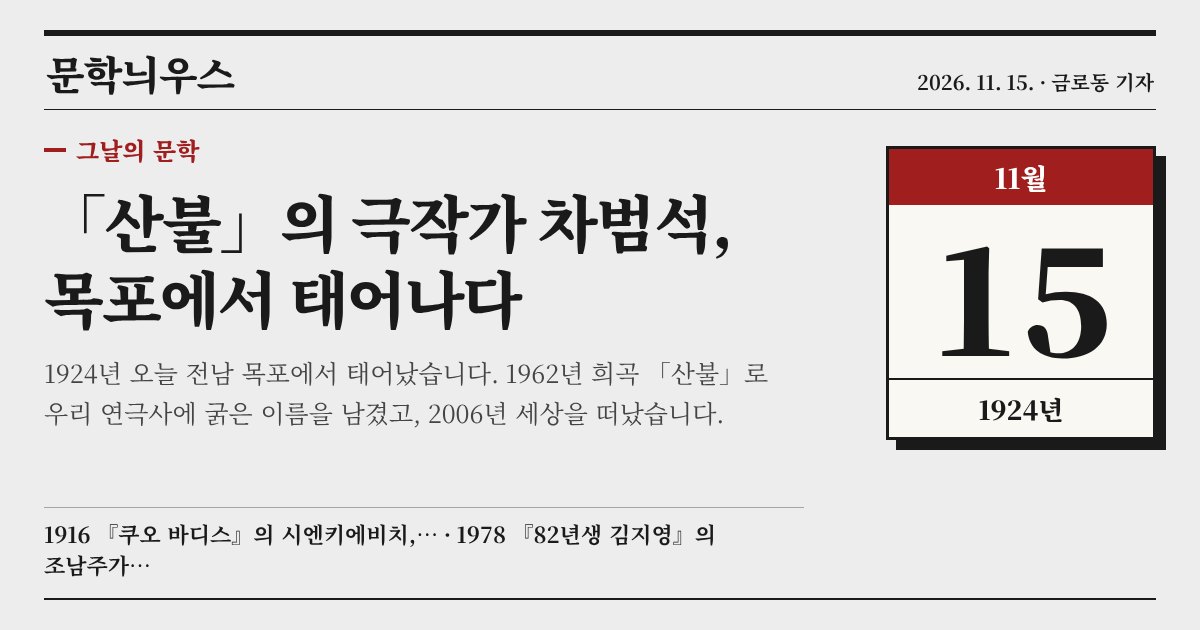 문학늬우스
2026. 11. 15. · 금로동 기자
그날의 문학
「산불」의 극작가 차범석,
목포에서 태어나다
1924년 오늘 전남 목포에서 태어났습니다. 1962년 희곡 「산불」로
우리 연극사에 굵은 이름을 남겼고, 2006년 세상을 떠났습니다.
11월
15
1924년
1916 『쿠오 바디스』의 시엔키에비치,… · 1978 『82년생 김지영』의
조남주가…